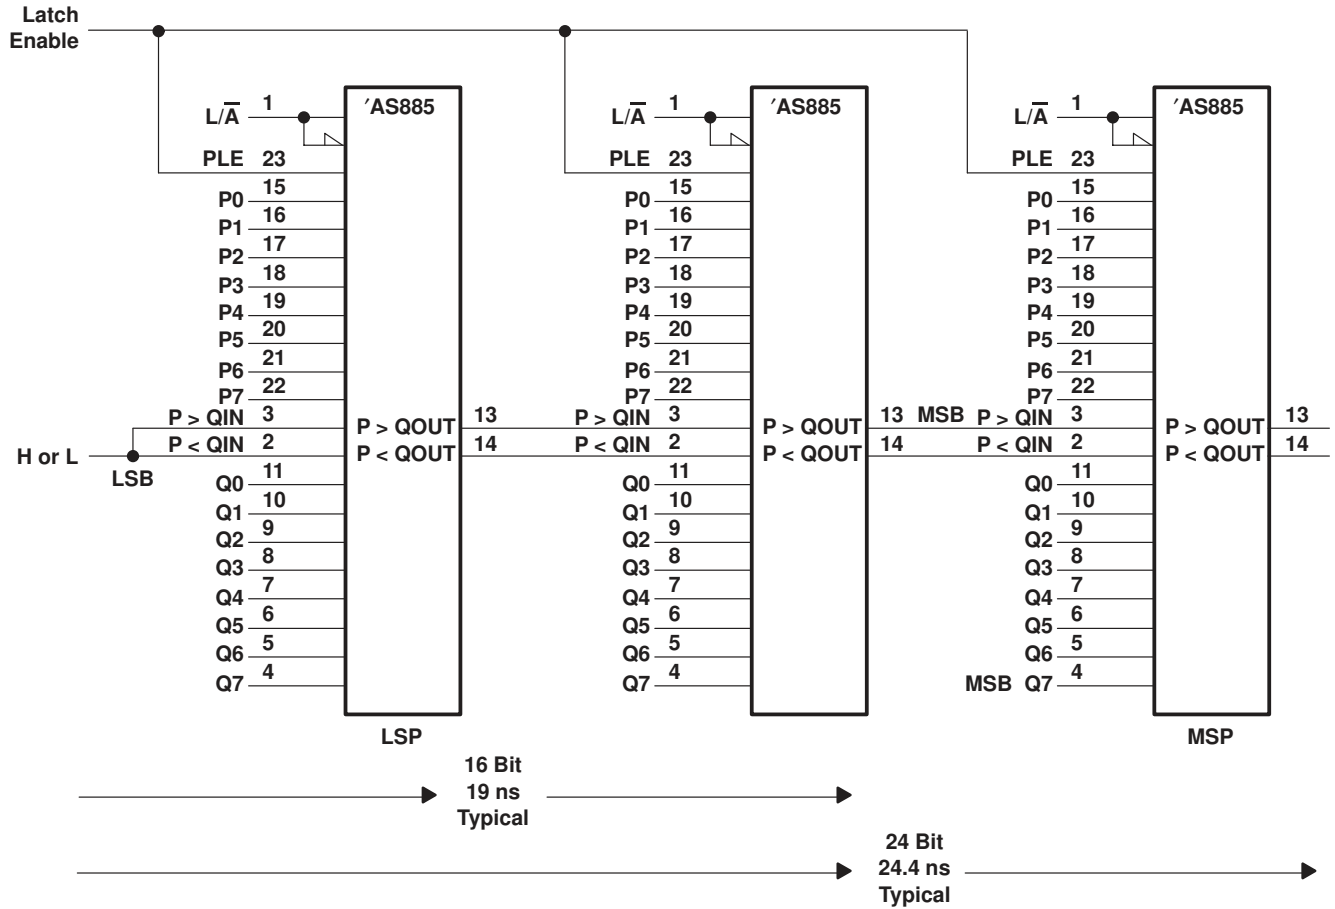 Latch
Enable
L/A̅ 1 ′AS885 L/A̅ 1 ′AS885 L/A̅ 1 ′AS885
PLE 23 PLE 23 PLE 23
P0 15 P0 15 P0 15
P1 16 P1 16 P1 16
P2 17 P2 17 P2 17
P3 18 P3 18 P3 18
P4 19 P4 19 P4 19
P5 20 P5 20 P5 20
P6 21 P6 21 P6 21
P7 22 P7 22 P7 22
P > QIN 3 P > QOUT 13 P > QIN 3 P > QOUT 13 MSB P > QIN 3 P > QOUT 13
H or L P < QIN 2 P < QOUT 14 P < QIN 2 P < QOUT 14 P < QIN 2 P < QOUT 14
LSB
Q0 11 Q0 11 Q0 11
Q1 10 Q1 10 Q1 10
Q2 9 Q2 9 Q2 9
Q3 8 Q3 8 Q3 8
Q4 7 Q4 7 Q4 7
Q5 6 Q5 6 Q5 6
Q6 5 Q6 5 Q6 5
Q7 4 Q7 4 MSB Q7 4
LSP MSP
16 Bit
19 ns
Typical
24 Bit
24.4 ns
Typical